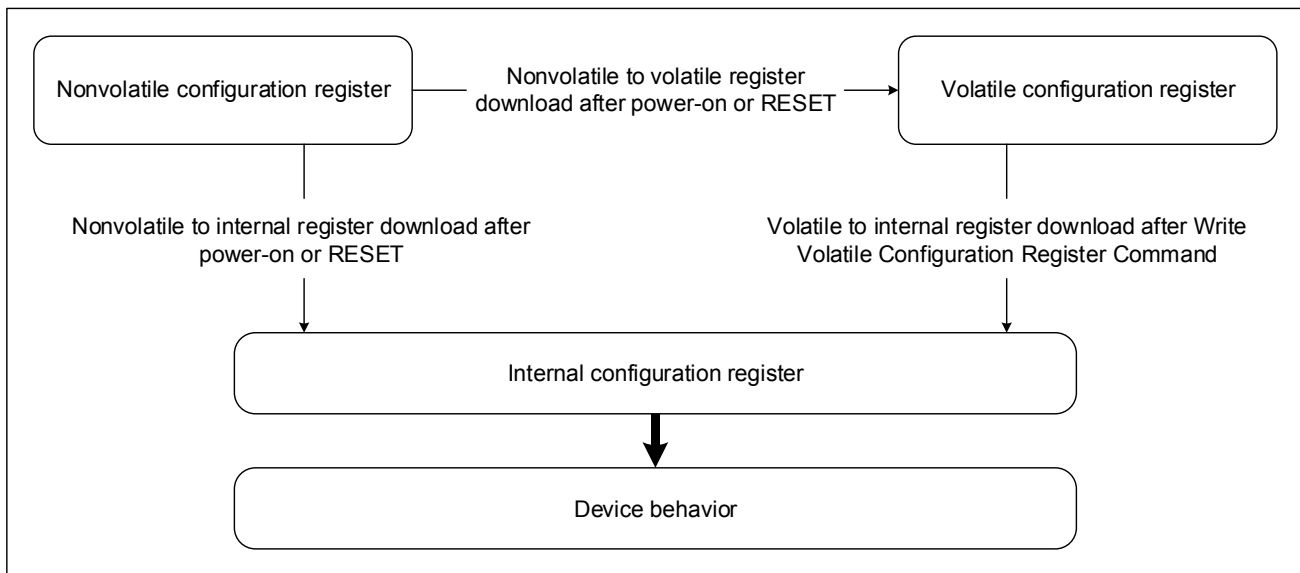 Nonvolatile configuration register
Nonvolatile to volatile register
download after power-on or RESET
Volatile configuration register
Nonvolatile to internal register download after
power-on or RESET
Volatile to internal register download after Write
Volatile Configuration Register Command
Internal configuration register
Device behavior